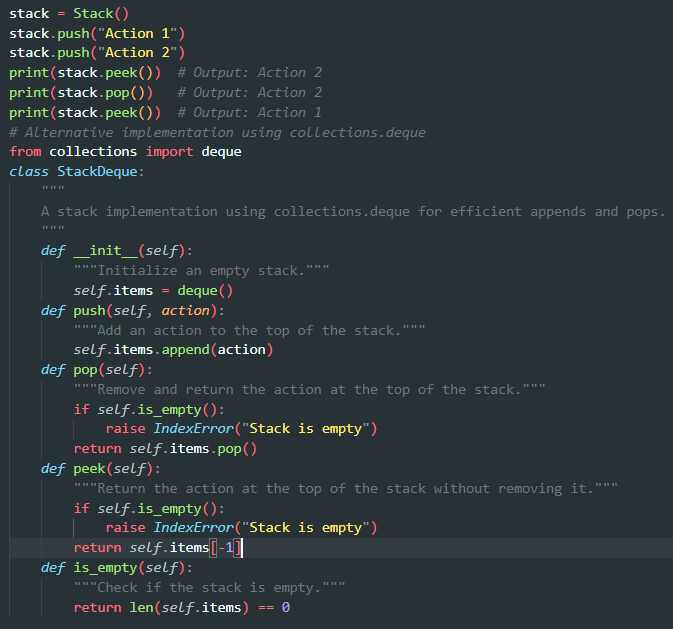 stack = Stack()
stack.push("Action 1")
stack.push("Action 2")
print(stack.peek())  # Output: Action 2
print(stack.pop())   # Output: Action 2
print(stack.peek())  # Output: Action 1
# Alternative implementation using collections.deque
from collections import deque
class StackDeque:
    """
    A stack implementation using collections.deque for efficient appends and pops.
    """
    def __init__(self):
        """Initialize an empty stack."""
        self.items = deque()
    def push(self, action):
        """Add an action to the top of the stack."""
        self.items.append(action)
    def pop(self):
        """Remove and return the action at the top of the stack."""
        if self.is_empty():
            raise IndexError("Stack is empty")
        return self.items.pop()
    def peek(self):
        """Return the action at the top of the stack without removing it."""
        if self.is_empty():
            raise IndexError("Stack is empty")
        return self.items[-1]
    def is_empty(self):
        """Check if the stack is empty."""
        return len(self.items) == 0